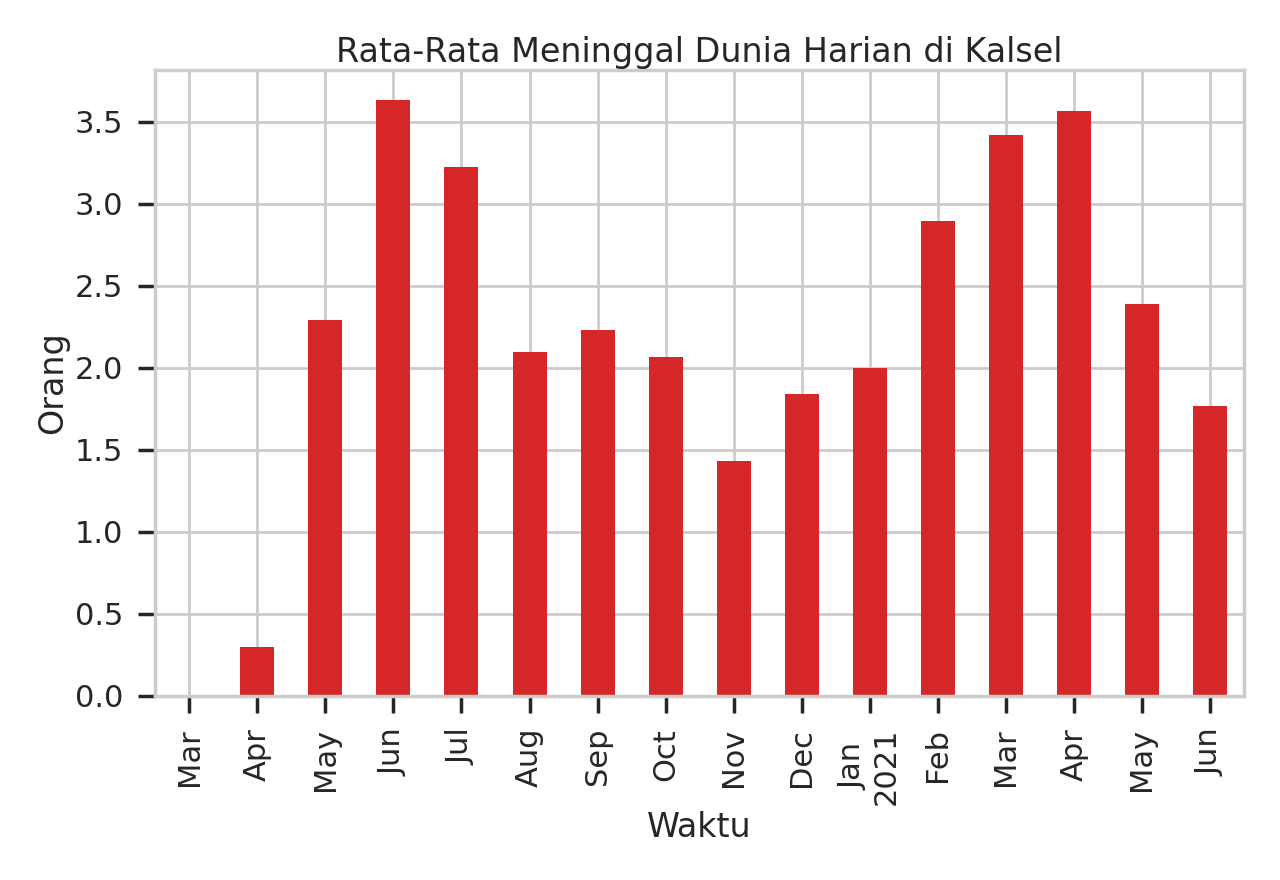 Rata-Rata Meninggal Dunia Harian di Kalsel
Orang
3.5
3.0
2.5
2.0
1.5
1.0
0.5
0.0
Mar
Apr
May
Jun
Jul
Aug
Sep
Oct
Nov
Dec
Jan
2021
Feb
Mar
Apr
May
Jun
Waktu